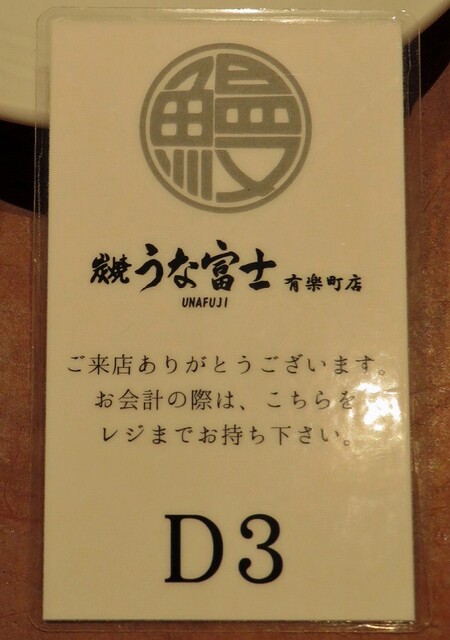 鰻
炭焼 うな富士 有楽町店
UNAFUJI
ご来店ありがとうございます。
お会計の際は、こちらを
レジまでお持ち下さい。
D3